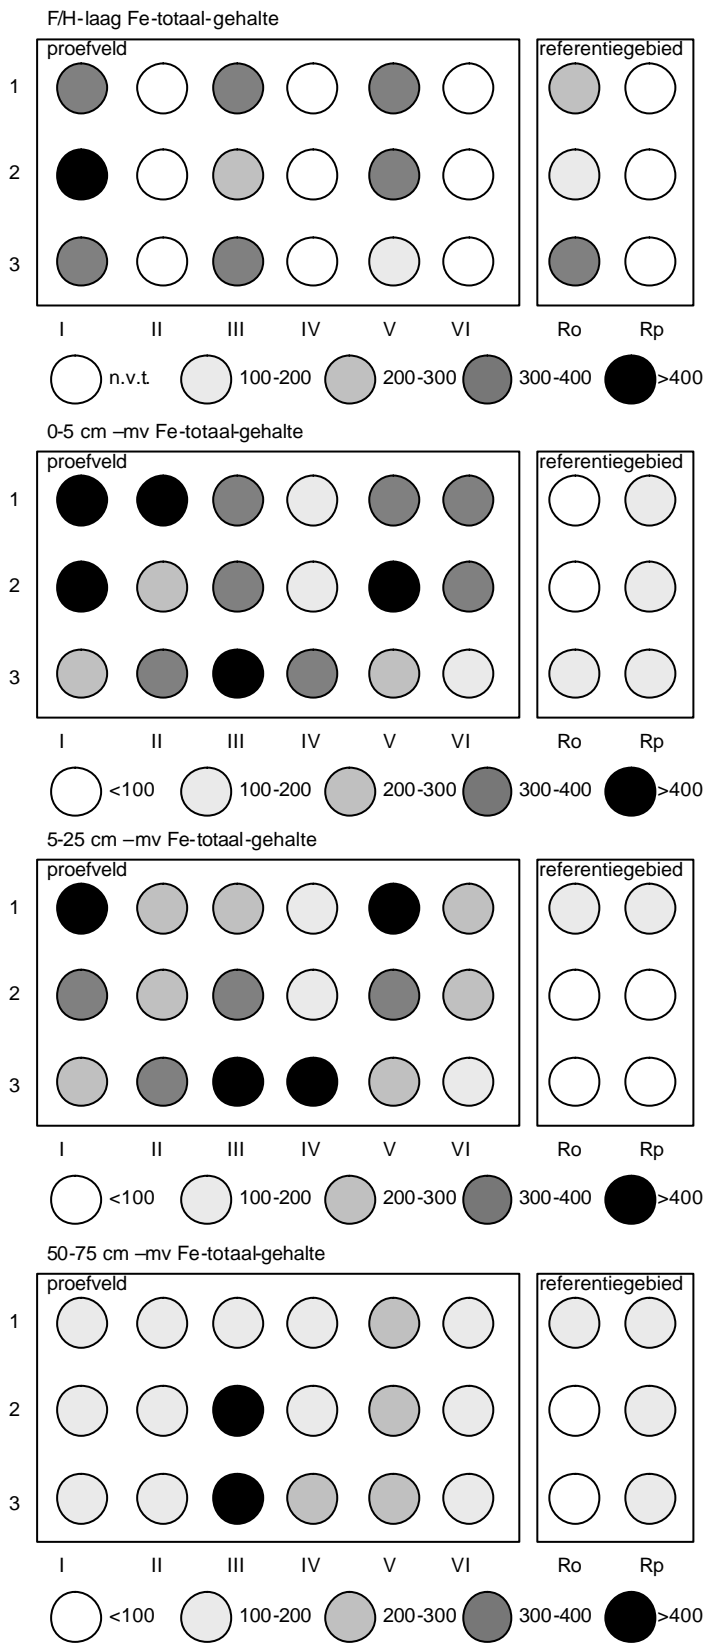 F/H-laag Fe-totaal-gehalte
proefveld referentiegebied
1
2
3
I II III IV V VI Ro Rp
n.v.t. 100-200 200-300 300-400 >400
0-5 cm –mv Fe-totaal-gehalte
proefveld referentiegebied
1
2
3
I II III IV V VI Ro Rp
<100 100-200 200-300 300-400 >400
5-25 cm –mv Fe-totaal-gehalte
proefveld referentiegebied
1
2
3
I II III IV V VI Ro Rp
<100 100-200 200-300 300-400 >400
50-75 cm –mv Fe-totaal-gehalte
proefveld referentiegebied
1
2
3
I II III IV V VI Ro Rp
<100 100-200 200-300 300-400 >400